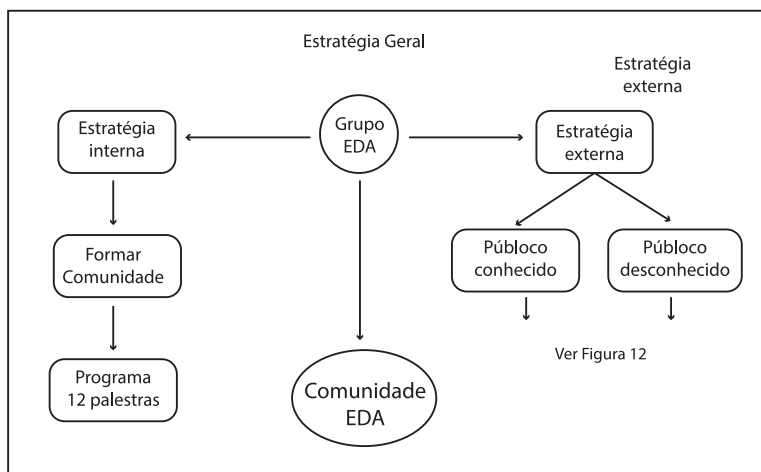 Estratégia Geral
Estratégia
externa
Estratégia
interna
Grupo
EDA
Estratégia
externa
Formar
Comunidade
Públoco
conhecido
Públoco
desconhecido
Programa
12 palestras
Comunidade
EDA
Ver Figura 12